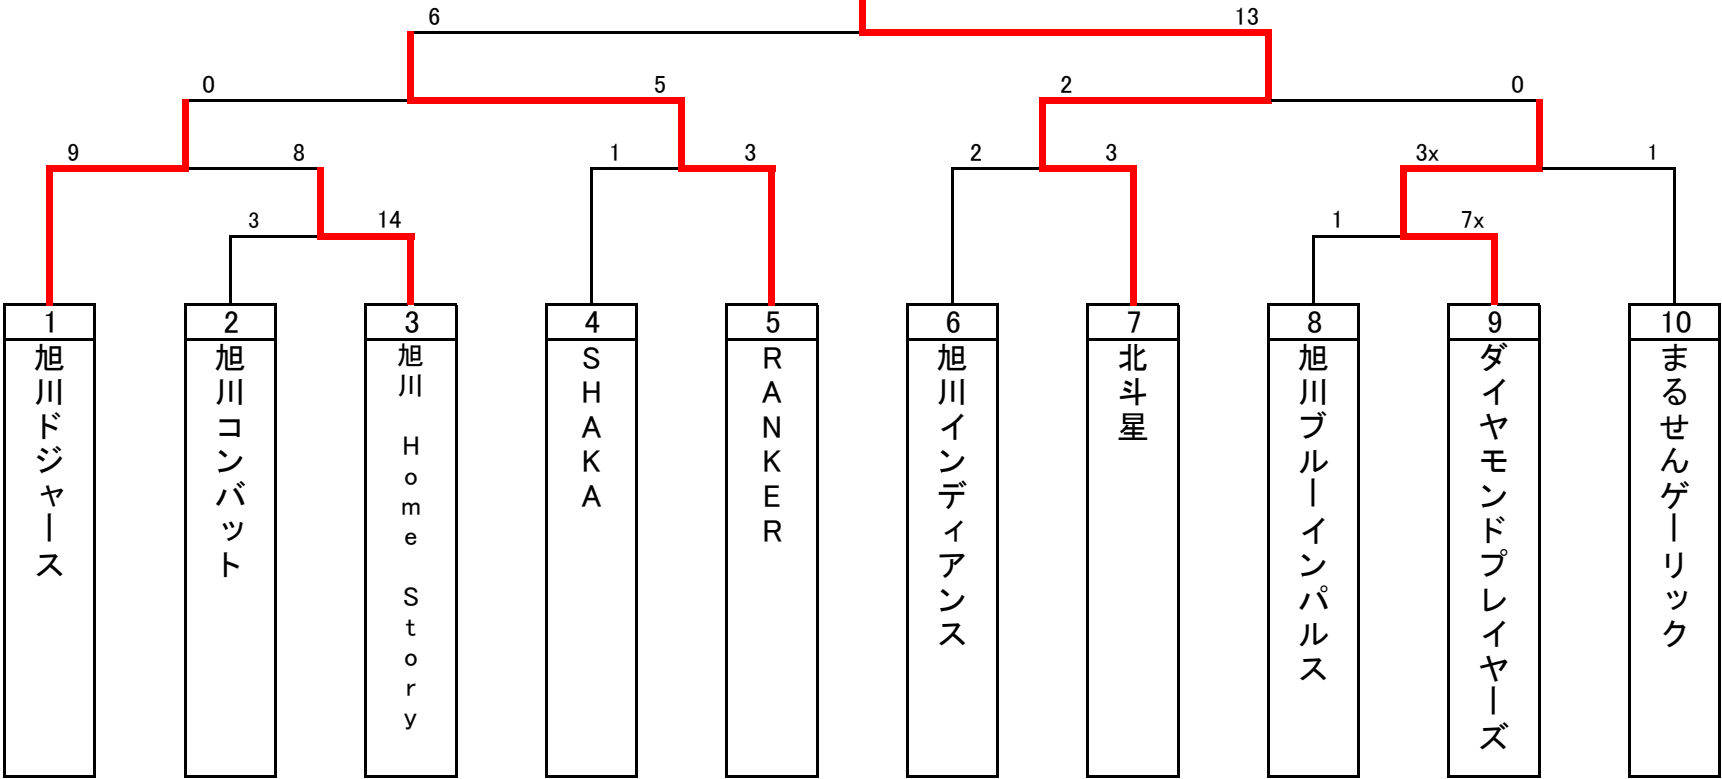 6 13
0 5 2 0
9 8 1 3 2 3 3x 1
3 14 1 7x
1 2 3 4 5 6 7 8 9 10
旭川ドジャース
旭川コンバット
旭川 Home Story
SHAKA
RANKER
旭川インディアンス
北斗星
旭川ブルーインパルス
ダイヤモンドプレイヤーズ
まるせんゲーリック